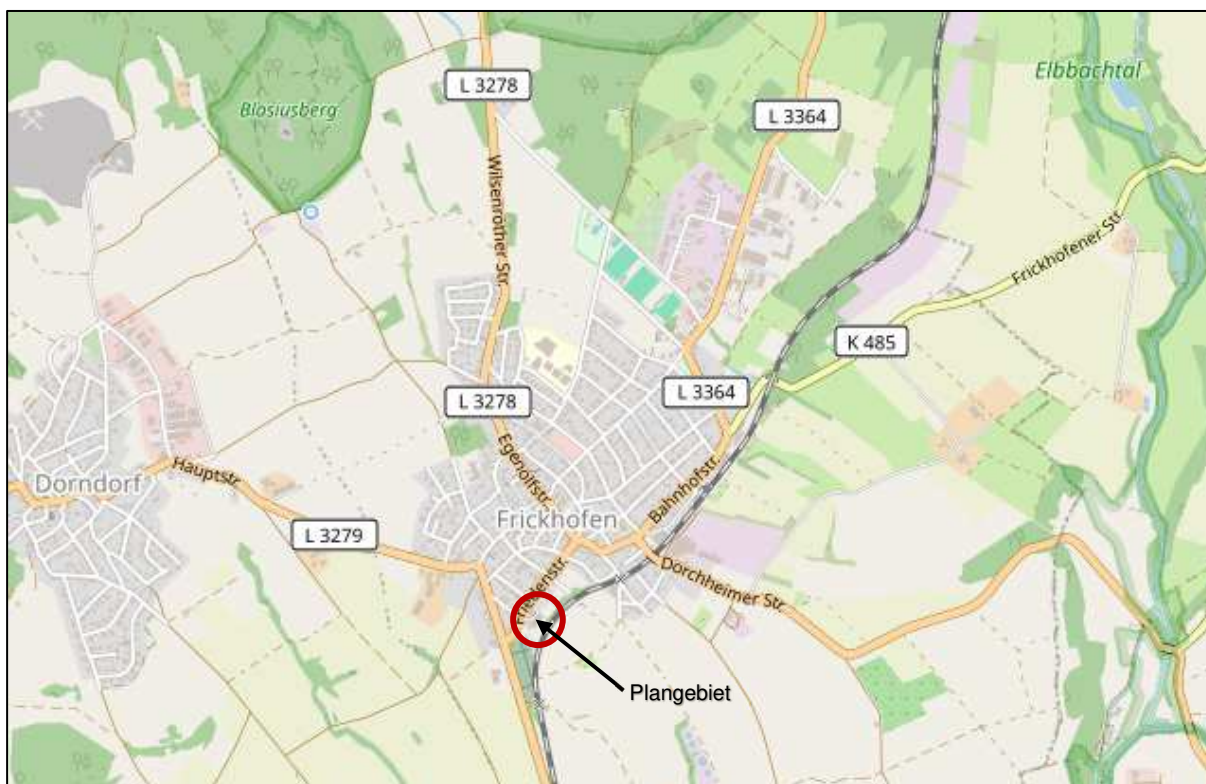 Elbbachtal
L 3278
Blasiusberg
L 3364
Wilsenrother Str.
Frickhofener Str.
K 485
L 3364
L 3278
Egenolfstr.
Hauptstr.
Bahnhofstr.
Dorndorf
Frickhofen
L 3279
Dorchheimer Str.
Friedenstr.
Plangebiet